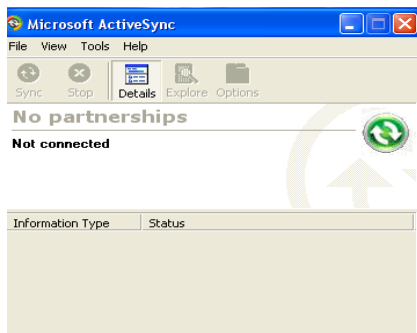 Microsoft ActiveSync
File View Tools Help
Sync Stop Details Explore Options
No partnerships
Not connected
Information Type Status